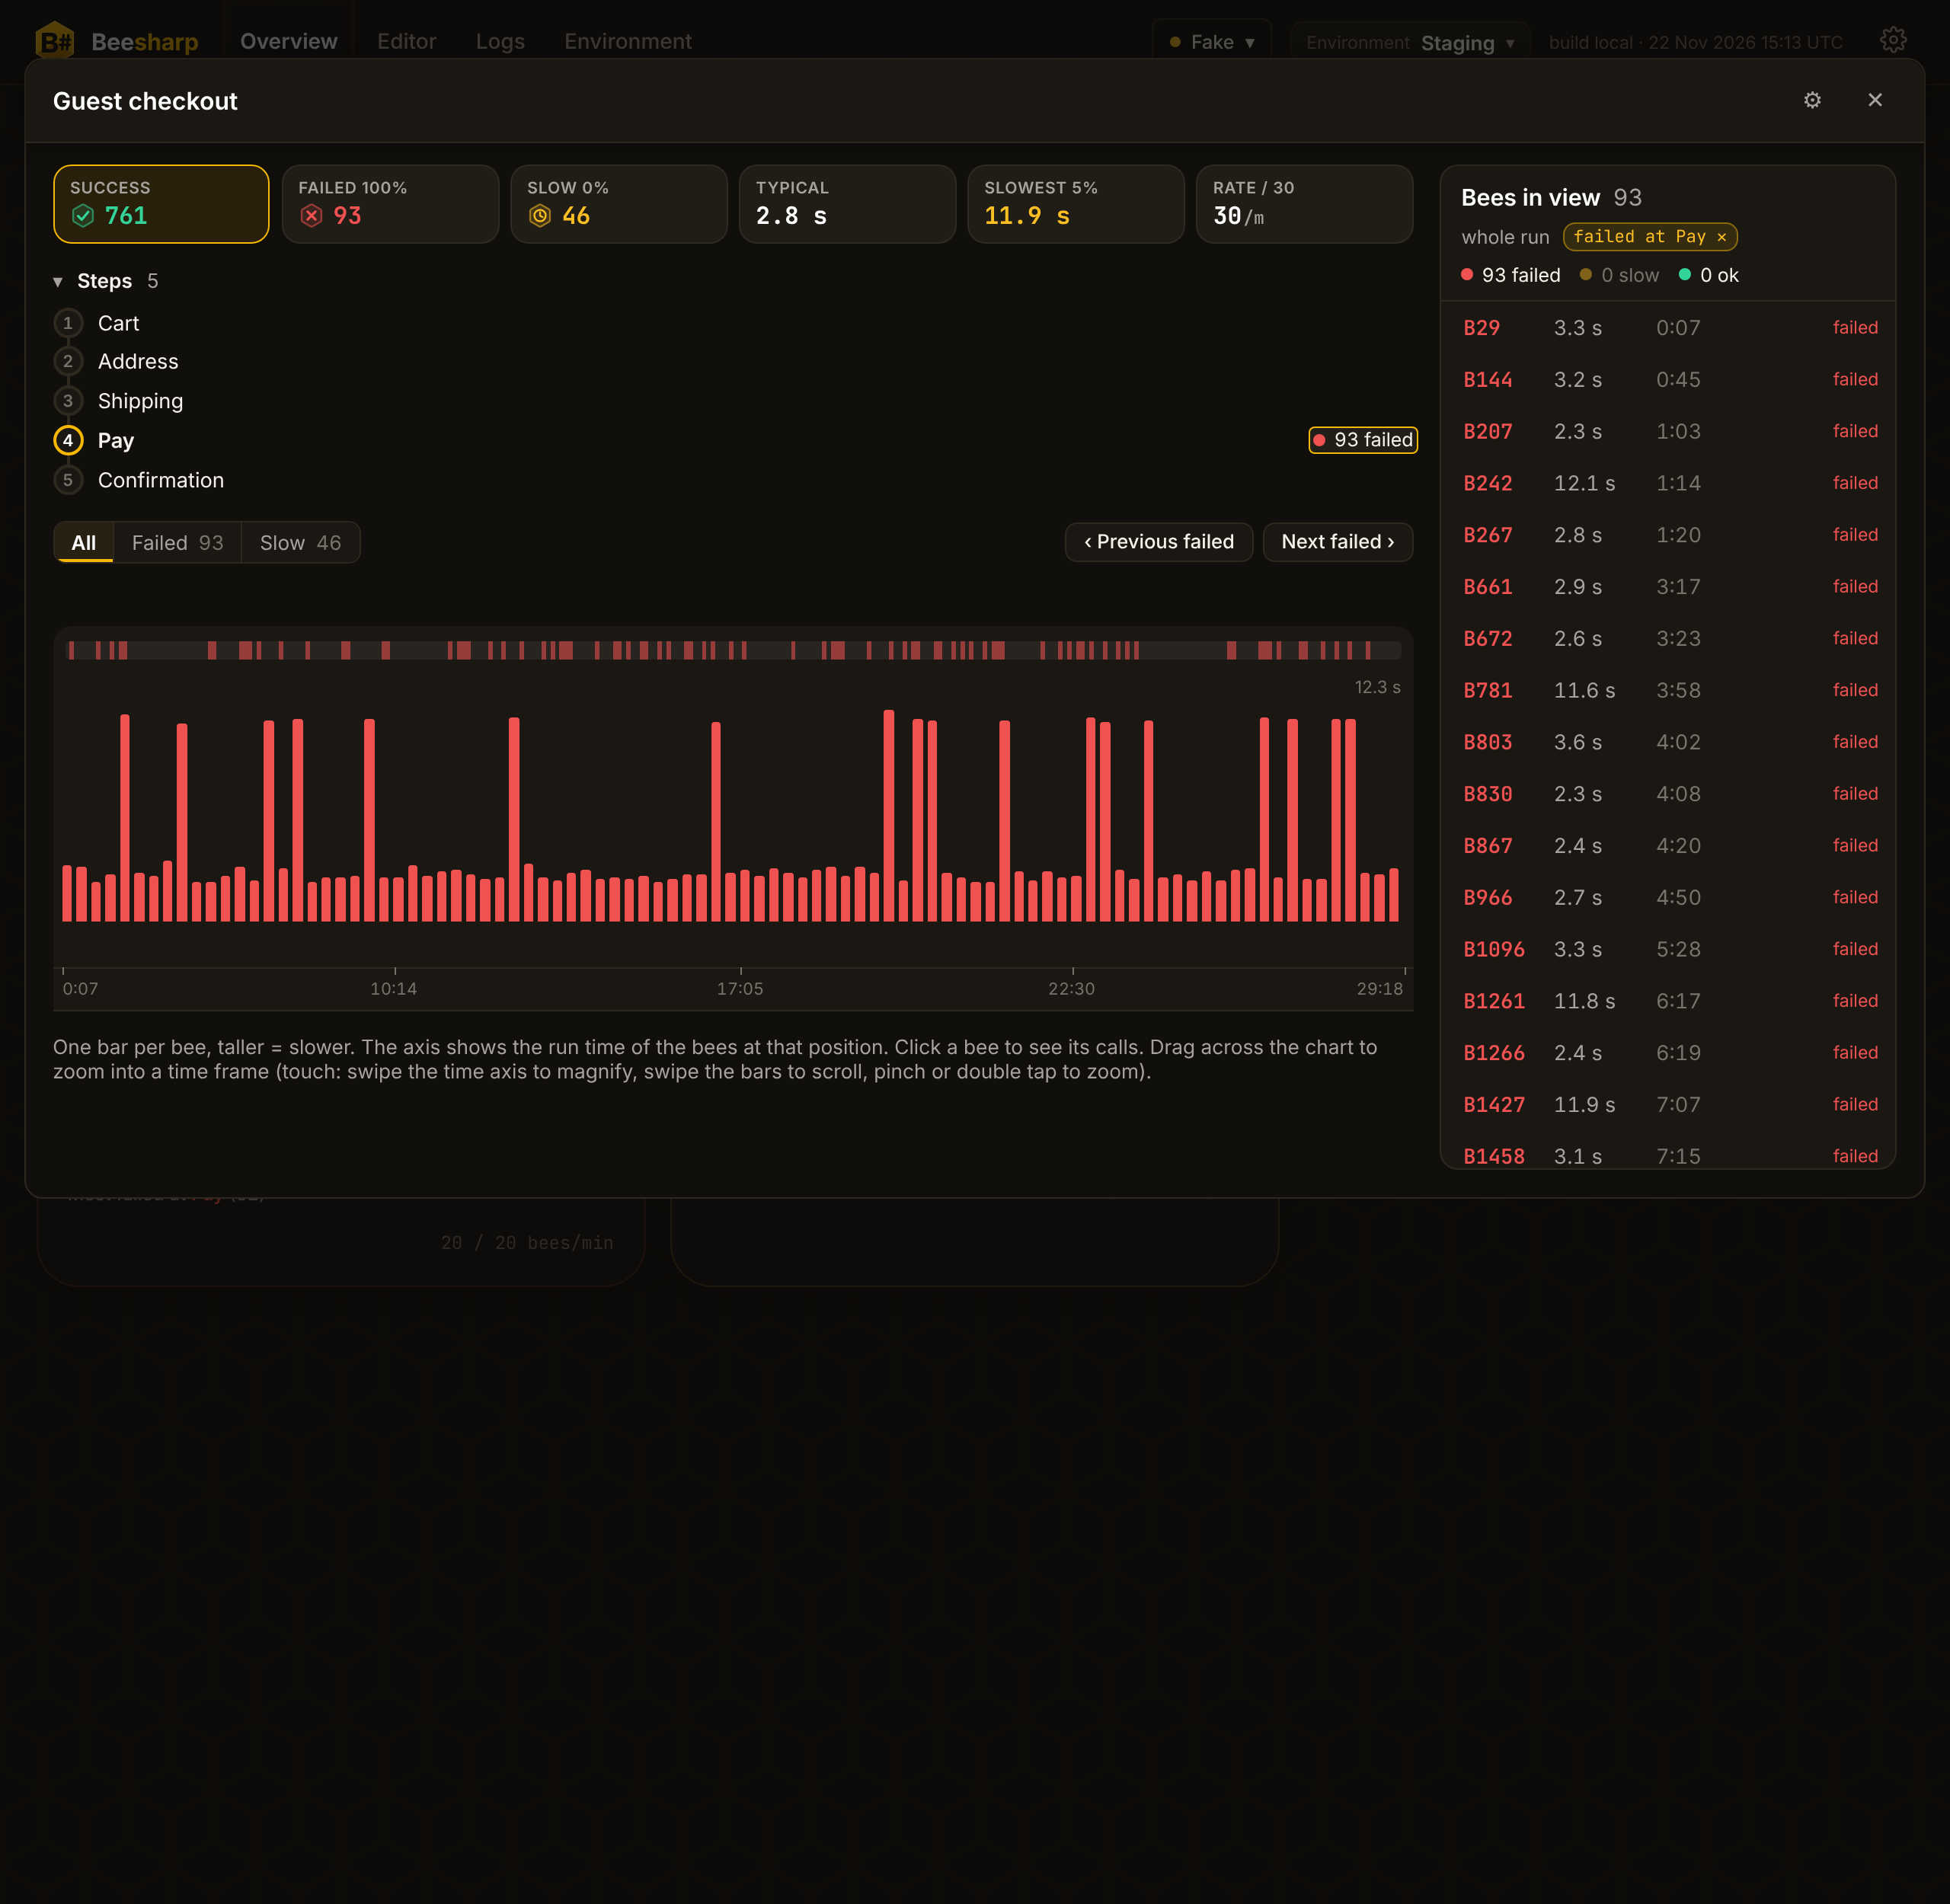 B# Beesharp Overview Editor Logs Environment Fake ▾ Environment Staging ▾ build local · 22 Nov 2026 15:13 UTC
Guest checkout
SUCCESS
761
FAILED 100%
93
SLOW 0%
46
TYPICAL
2.8 s
SLOWEST 5%
11.9 s
RATE / 30
30/m
▾ Steps 5
1 Cart
2 Address
3 Shipping
4 Pay 93 failed
5 Confirmation
All Failed 93 Slow 46 ‹ Previous failed Next failed ›
12.3 s
0:07 10:14 17:05 22:30 29:18
One bar per bee, taller = slower. The axis shows the run time of the bees at that position. Click a bee to see its calls. Drag across the chart to
zoom into a time frame (touch: swipe the time axis to magnify, swipe the bars to scroll, pinch or double tap to zoom).
Bees in view 93
whole run failed at Pay ×
93 failed 0 slow 0 ok
B29 3.3 s 0:07 failed
B144 3.2 s 0:45 failed
B207 2.3 s 1:03 failed
B242 12.1 s 1:14 failed
B267 2.8 s 1:20 failed
B661 2.9 s 3:17 failed
B672 2.6 s 3:23 failed
B781 11.6 s 3:58 failed
B803 3.6 s 4:02 failed
B830 2.3 s 4:08 failed
B867 2.4 s 4:20 failed
B966 2.7 s 4:50 failed
B1096 3.3 s 5:28 failed
B1261 11.8 s 6:17 failed
B1266 2.4 s 6:19 failed
B1427 11.9 s 7:07 failed
B1458 3.1 s 7:15 failed
20 / 20 bees/min